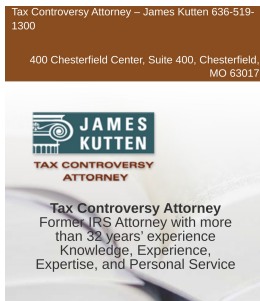 Tax Controversy Attorney – James Kutten 636-519-
1300
400 Chesterfield Center, Suite 400, Chesterfield,
MO 63017
JAMES
KUTTEN
TAX CONTROVERSY
ATTORNEY
Tax Controversy Attorney
Former IRS Attorney with more
than 32 years’ experience
Knowledge, Experience,
Expertise, and Personal Service